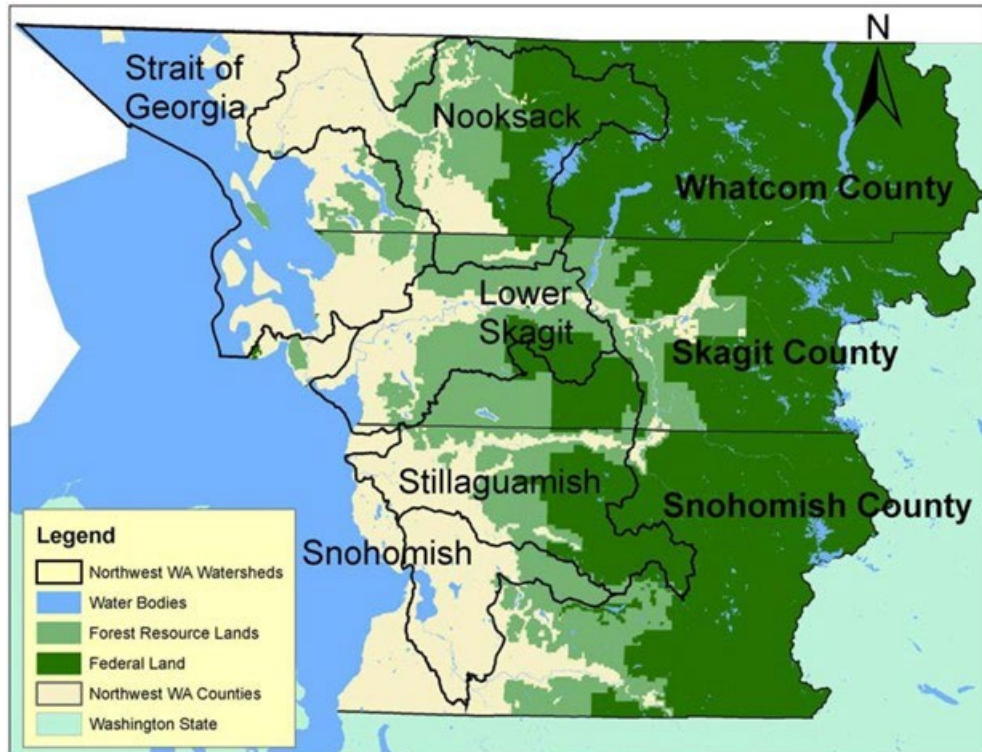 N
Strait of
Georgia
Nooksack
Whatcom County
Lower
Skagit
Skagit County
Stillaguamish
Snohomish County
Snohomish
Legend
Northwest WA Watersheds
Water Bodies
Forest Resource Lands
Federal Land
Northwest WA Counties
Washington State